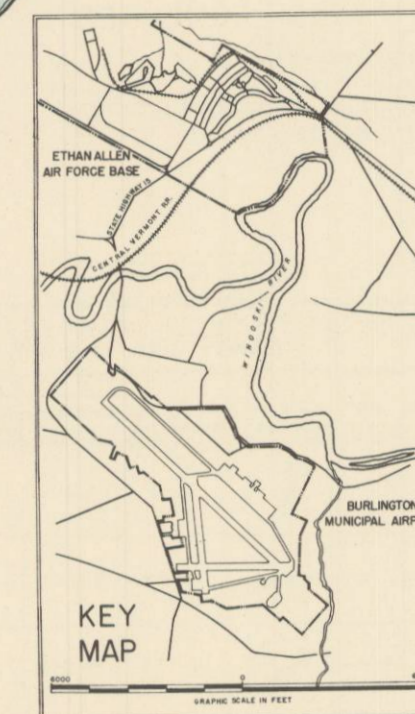 ETHAN ALLEN
AIR FORCE BASE
STATE HIGHWAY 15
CENTRAL VERMONT RR.
WINOOSKI RIVER
BURLINGTON
MUNICIPAL AIRP
KEY
MAP
6000
0
GRAPHIC SCALE IN FEET